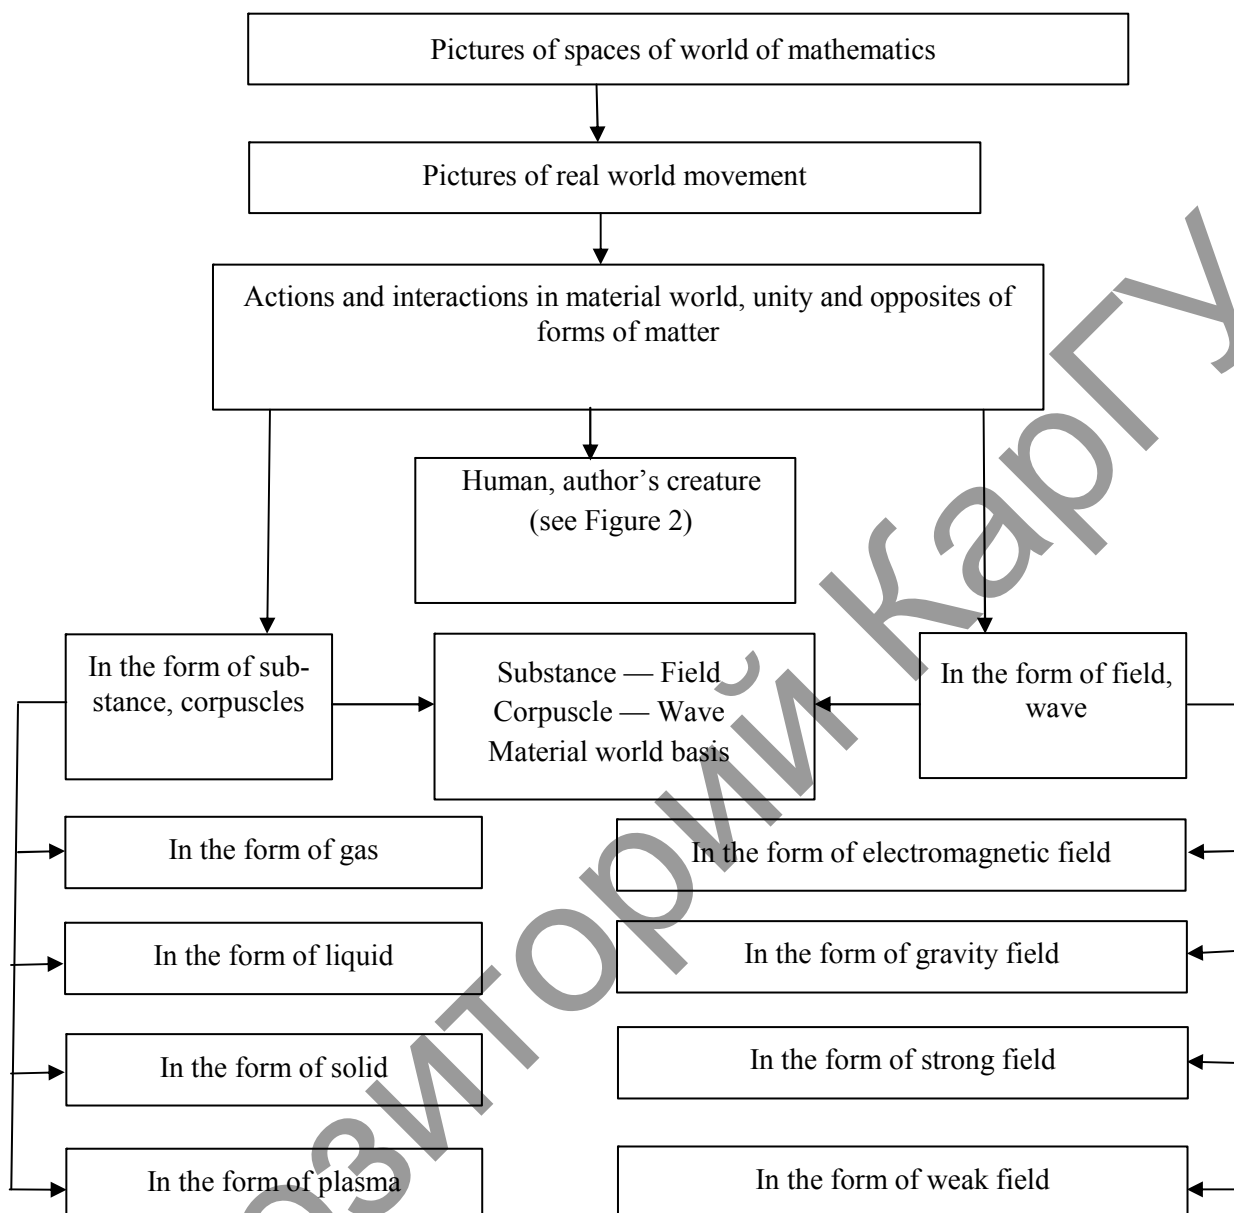 Pictures of spaces of world of mathematics
Pictures of real world movement
Actions and interactions in material world, unity and opposites of
forms of matter
Human, author’s creature
(see Figure 2)
In the form of sub-
stance, corpuscles
Substance — Field
Corpuscle — Wave
Material world basis
In the form of field,
wave
In the form of gas
In the form of electromagnetic field
In the form of liquid
In the form of gravity field
In the form of solid
In the form of strong field
In the form of plasma
In the form of weak field
озиторий КарГУ